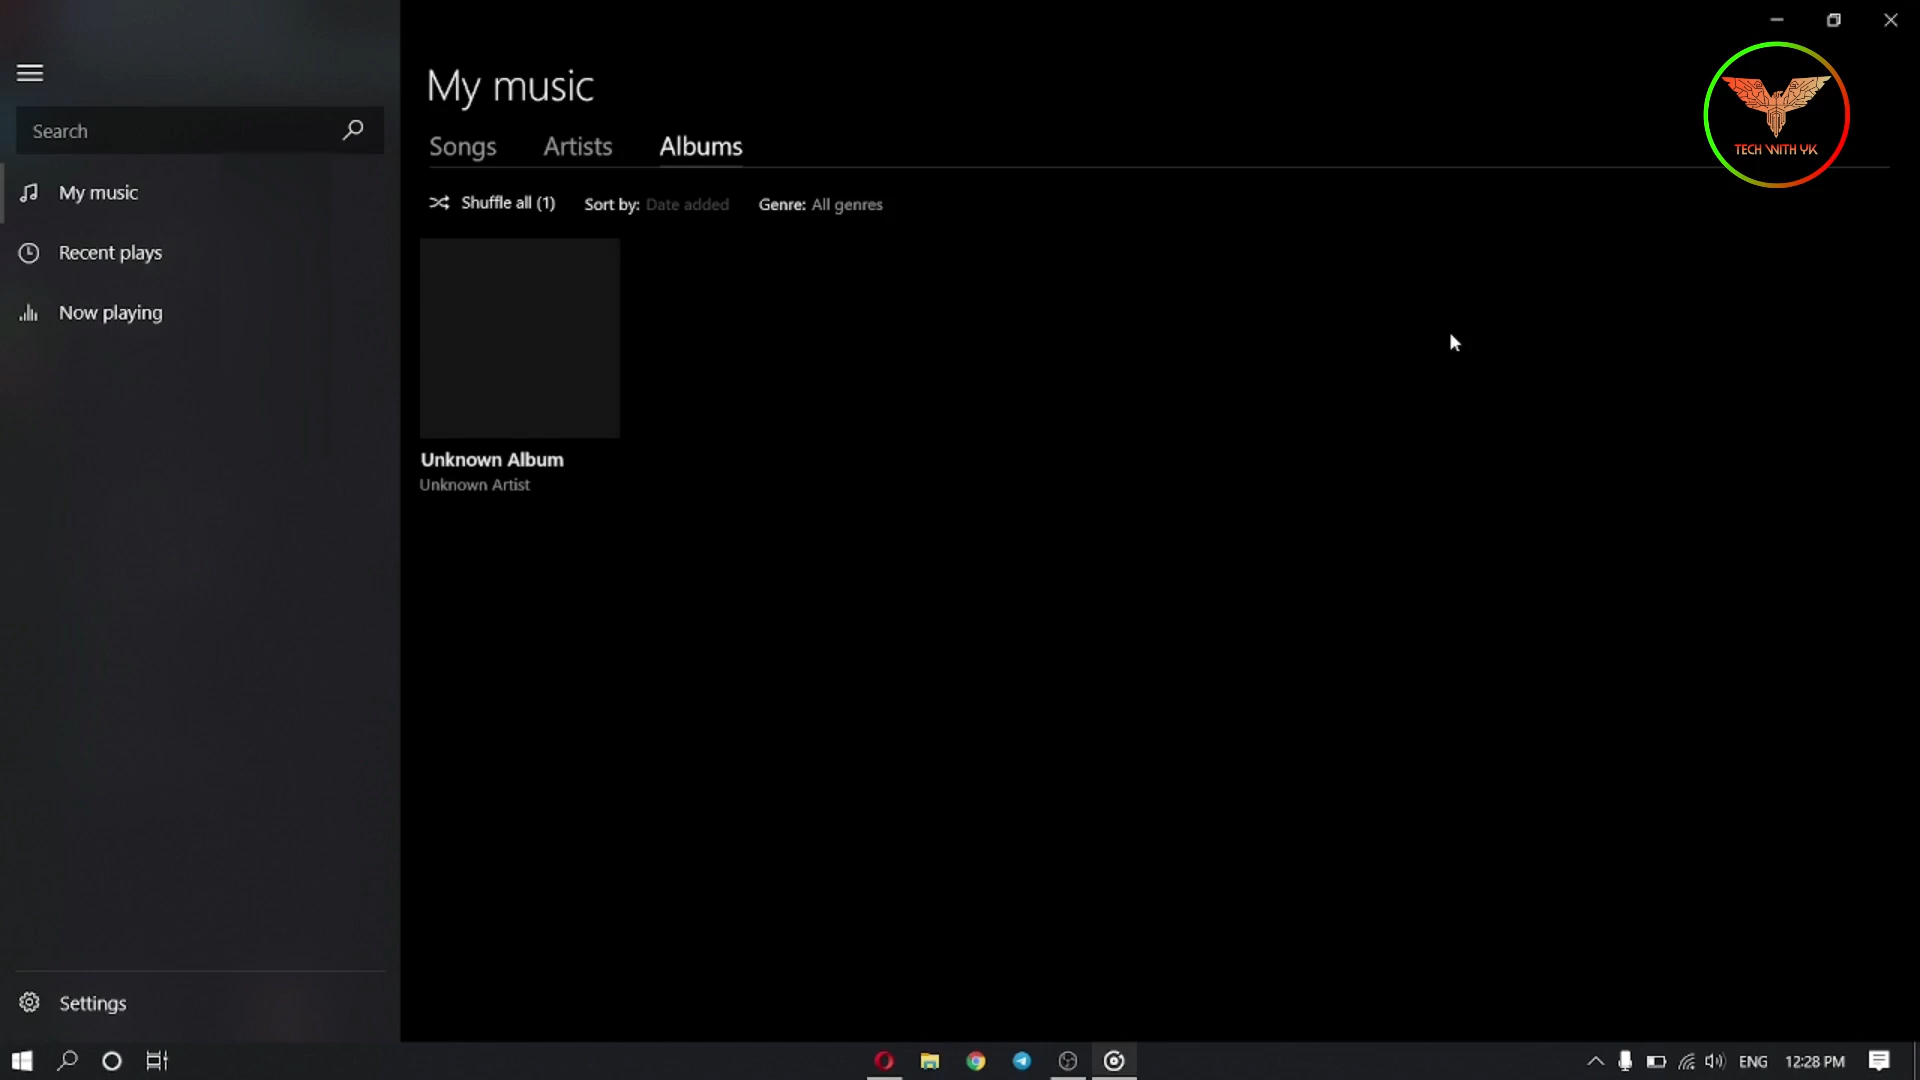 My music
TECH WITH YK
Search
Songs Artists Albums
My music
Shuffle all (1) Sort by: Date added Genre: All genres
Recent plays
Now playing
Unknown Album
Unknown Artist
Settings
ENG 12:28 PM